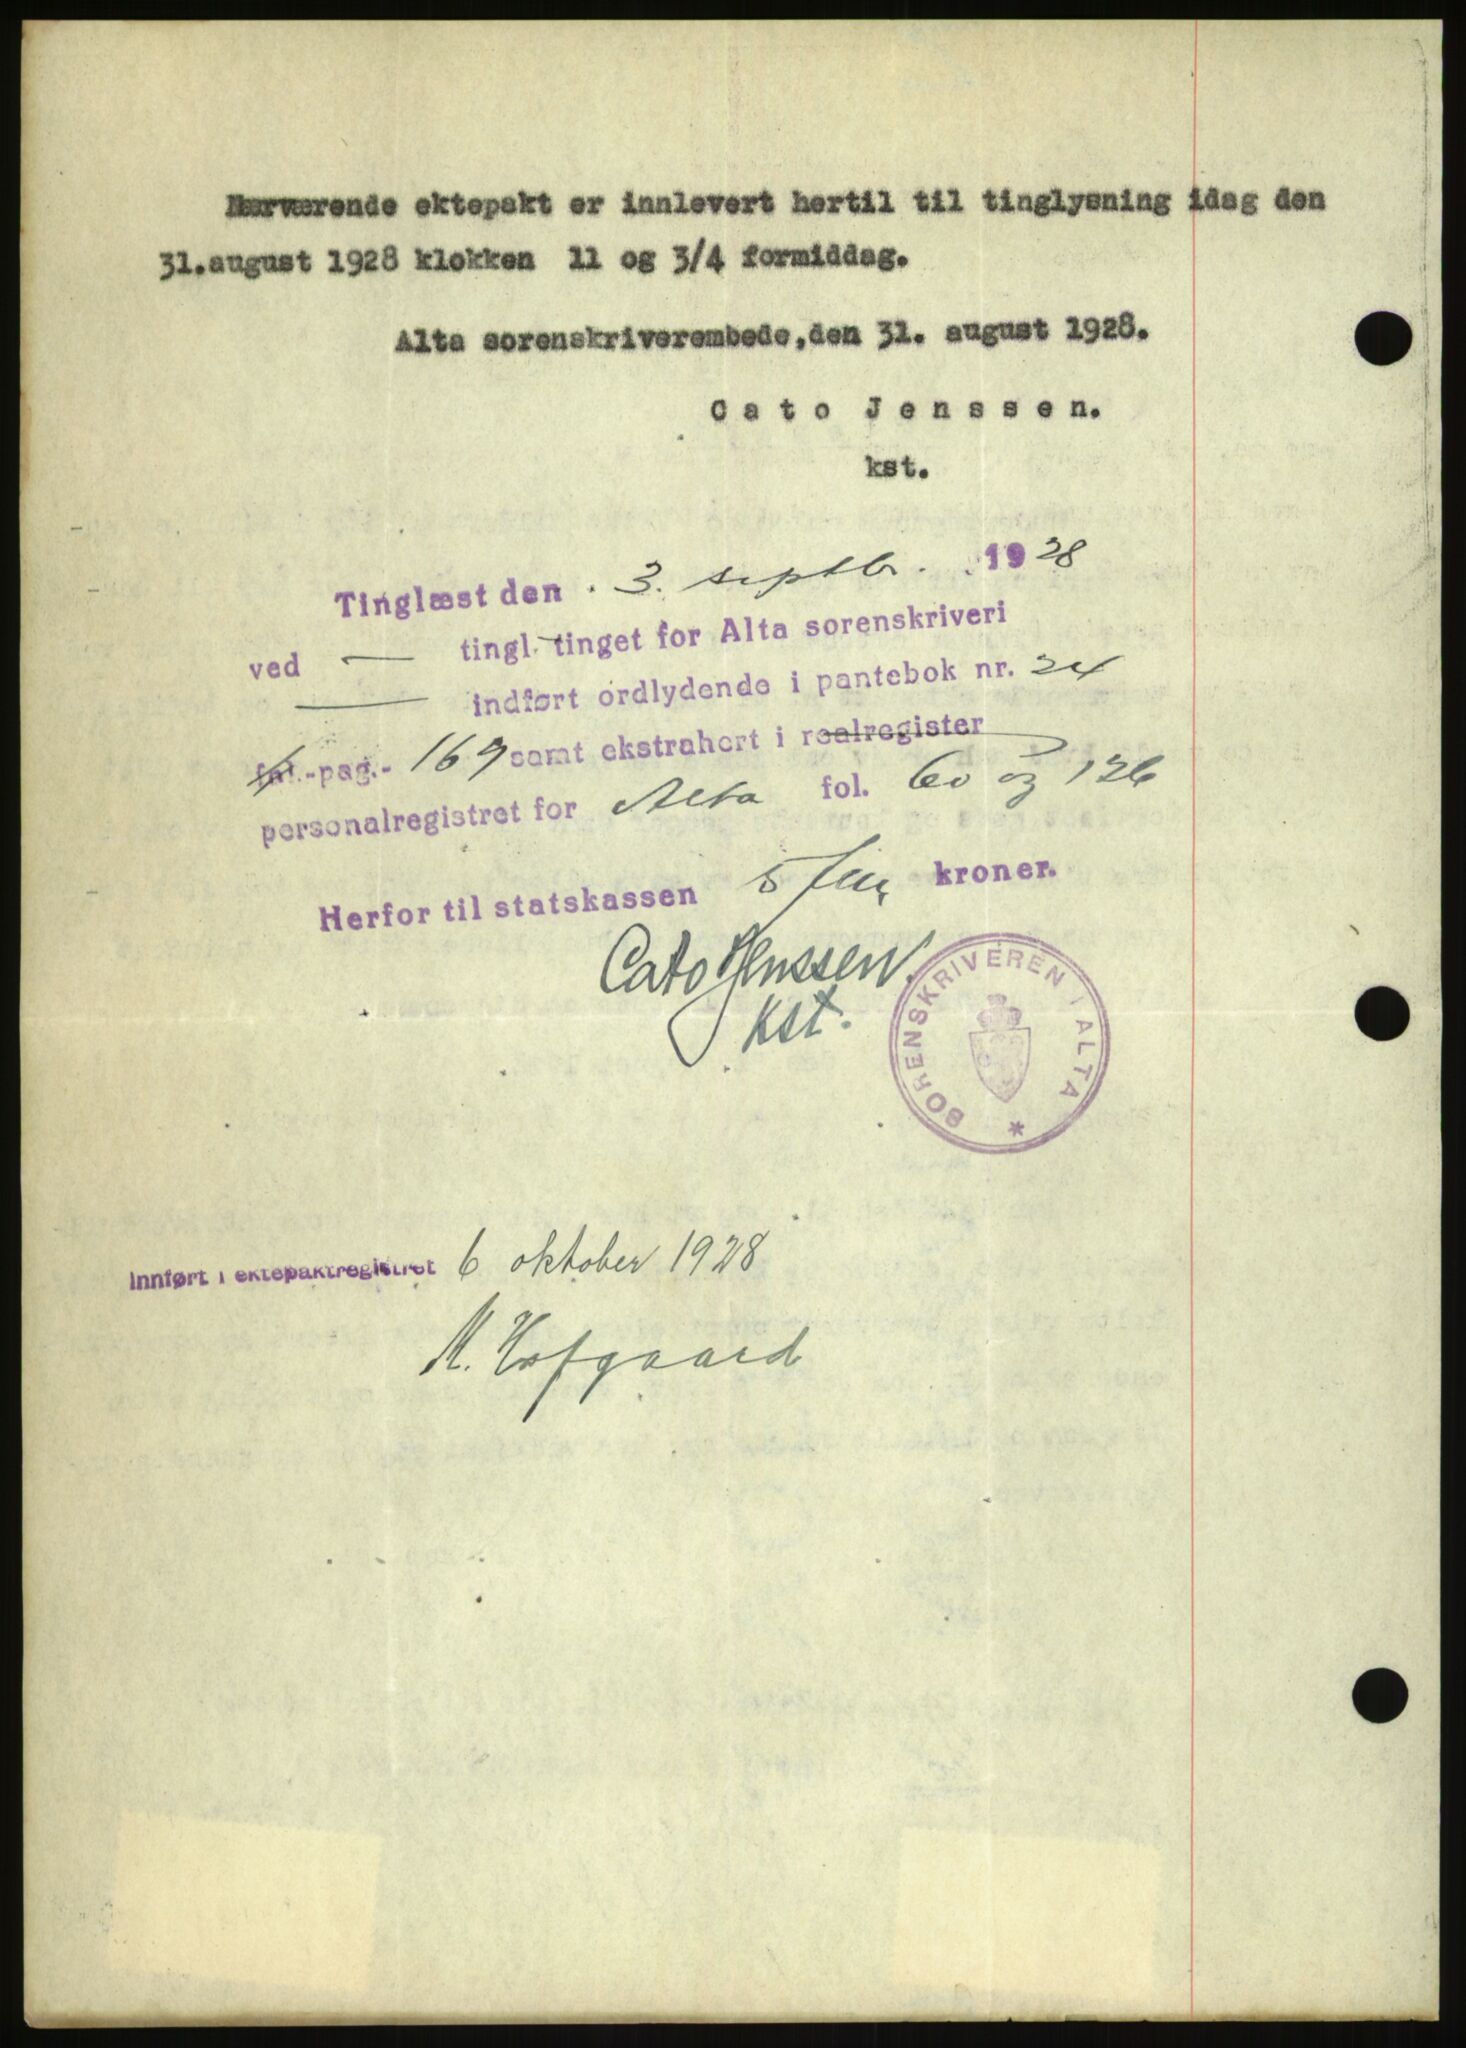 Nærværende ektepakt er innlevert hertil til tinglysning idag den
31.august 1928 klokken 11 og 3/4 formiddag.
Alta sorenskriverembede,den 31. august 1928.
Cato Jenssen.
kst.
Tinglæst den 3. septbr. 1928
ved — tingl. tinget for Alta sorenskriveri
— indført ordlydende i pantebok nr. 24
fol.-pag.- 169 samt ekstrahert i realregister
personalregistret for Alta fol. 60 og 126
Herfor til statskassen 5 fem kroner.
Cato Jenssen.
kst.
SORENSKRIVEREN I ALTA *
Innført i ektepaktregistret 6 oktober 1928
M. Hofgaard